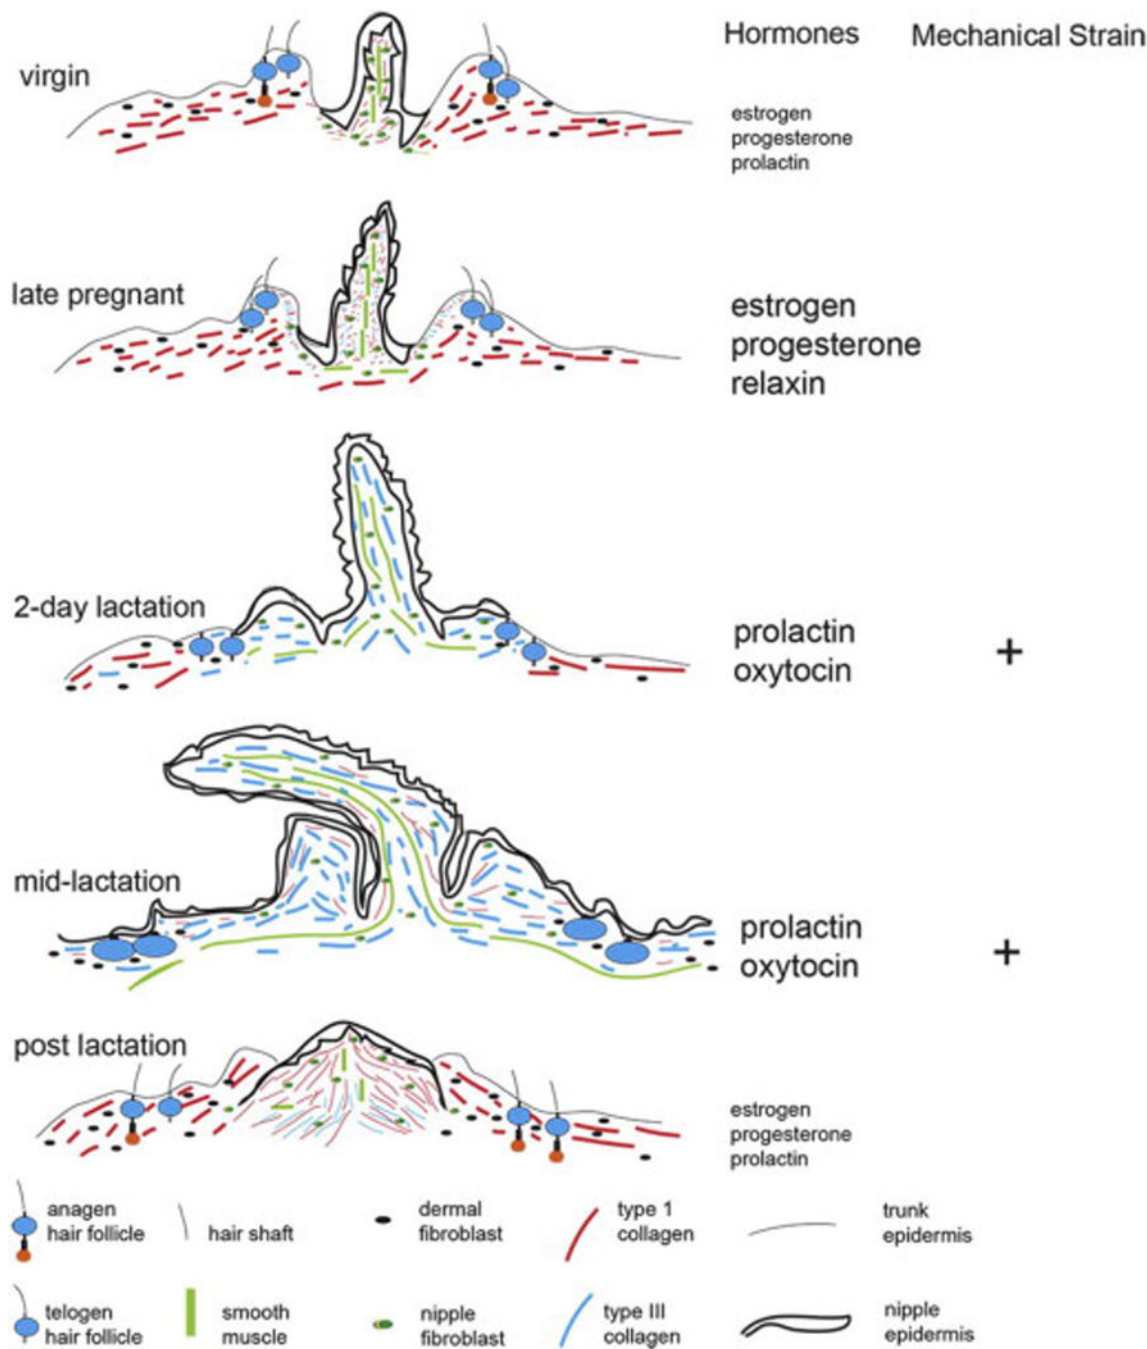 Hormones
Mechanical Strain
virgin
estrogen
progesterone
prolactin
late pregnant
estrogen
progesterone
relaxin
2-day lactation
prolactin
oxytocin
+
mid-lactation
prolactin
oxytocin
+
post lactation
estrogen
progesterone
prolactin
anagen
hair follicle
hair shaft
dermal
fibroblast
type 1
collagen
trunk
epidermis
telogen
hair follicle
smooth
muscle
nipple
fibroblast
type III
collagen
nipple
epidermis